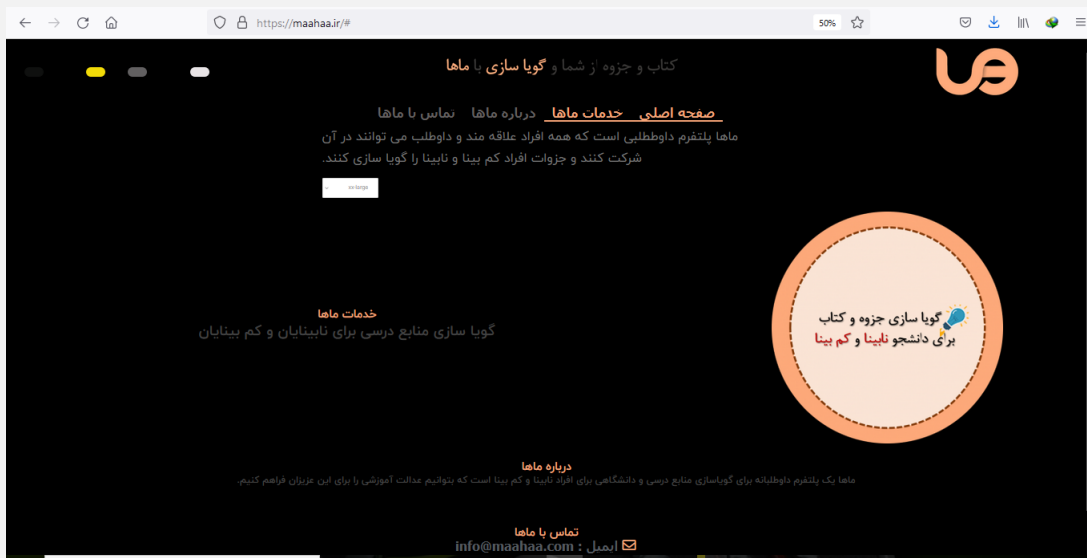 https://maahaa.ir/#
50%
کتاب و جزوه از شما و گویا سازی با ماها
صفحه اصلی خدمات ماها درباره ماها تماس با ماها
ماها پلتفرم داوطلبی است که همه افراد علاقه مند و داوطلب می توانند در آن
شرکت کنند و جزوات افراد کم بینا و نابینا را گویا سازی کنند.
xx-large
گویا سازی جزوه و کتاب
برای دانشجو نابینا و کم بینا
خدمات ماها
گویا سازی منابع درسی برای نابینایان و کم بینایان
درباره ماها
ماها یک پلتفرم داوطلبانه برای گویاسازی منابع درسی و دانشگاهی برای افراد نابینا و کم بینا است که بتوانیم عدالت آموزشی را برای این عزیزان فراهم کنیم.
تماس با ماها
ایمیل : info@maahaa.com